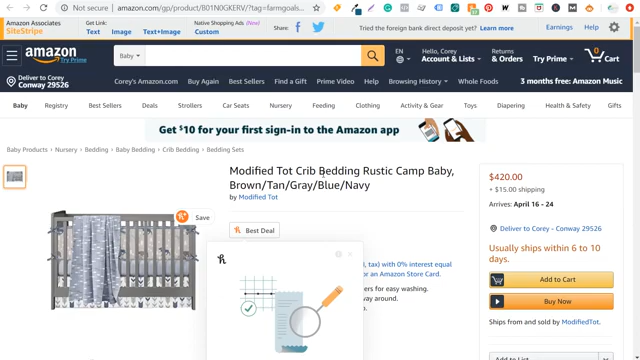 Not secure | amazon.com/gp/product/B01N0GKERV/?tag=farmgoals...
Amazon Associates
SiteStripe
Get Link:
Text Image Text+Image
Native Shopping Ads (New)
Custom
Share:
Tried the foreign bank direct deposit yet? Learn more
Earnings Help
amazon
Try Prime
Baby
EN
Hello, Corey
Account & Lists
Returns
& Orders
Try Prime
0
Cart
Deliver to Corey
Conway 29526
Corey's Amazon.com Buy Again Best Sellers Find a Gift Prime Video Help Browsing History Whole Foods
3 months free: Amazon Music
Baby Registry Best Sellers Deals Strollers Car Seats Nursery Feeding Clothing Activity & Gear Toys Diapering Health & Safety Gifts
Get $10 for your first sign-in to the Amazon app
Baby Products › Nursery › Bedding › Baby Bedding › Crib Bedding › Bedding Sets
Modified Tot Crib Bedding Rustic Camp Baby,
Brown/Tan/Gray/Blue/Navy
by Modified Tot
Save
Best Deal
, tax) with 0% interest equal
or an Amazon Store Card.
ers for easy washing.
way around.
$420.00
+ $15.00 shipping
Arrives: April 16 - 24
Deliver to Corey - Conway 29526
Usually ships within 6 to 10
days.
Add to Cart
Buy Now
Ships from and sold by ModifiedTot.
Add to List